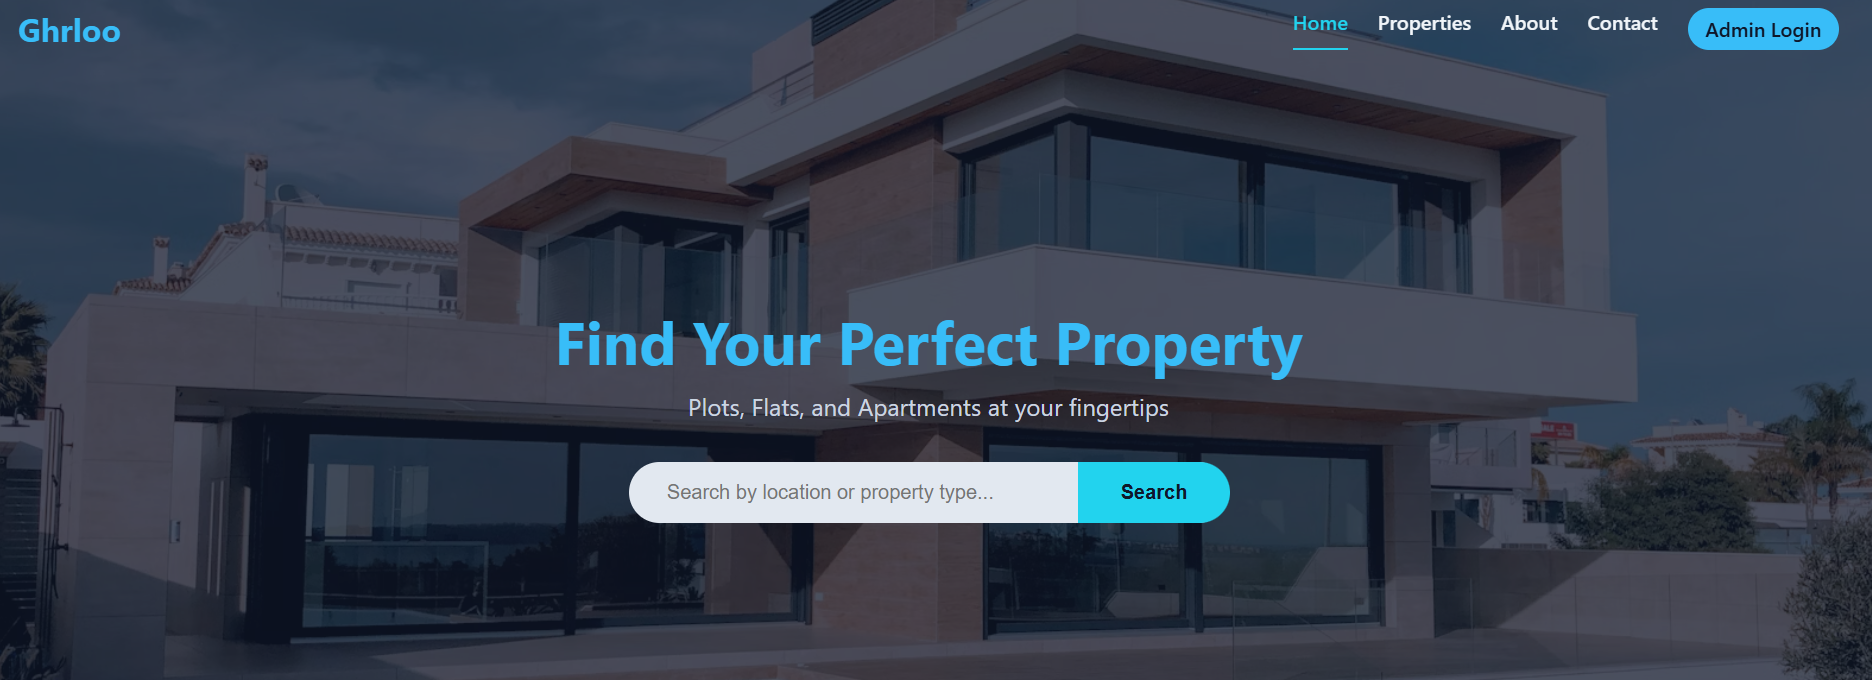 Ghrloo
Home Properties About Contact Admin Login
Find Your Perfect Property
Plots, Flats, and Apartments at your fingertips
Search by location or property type... Search